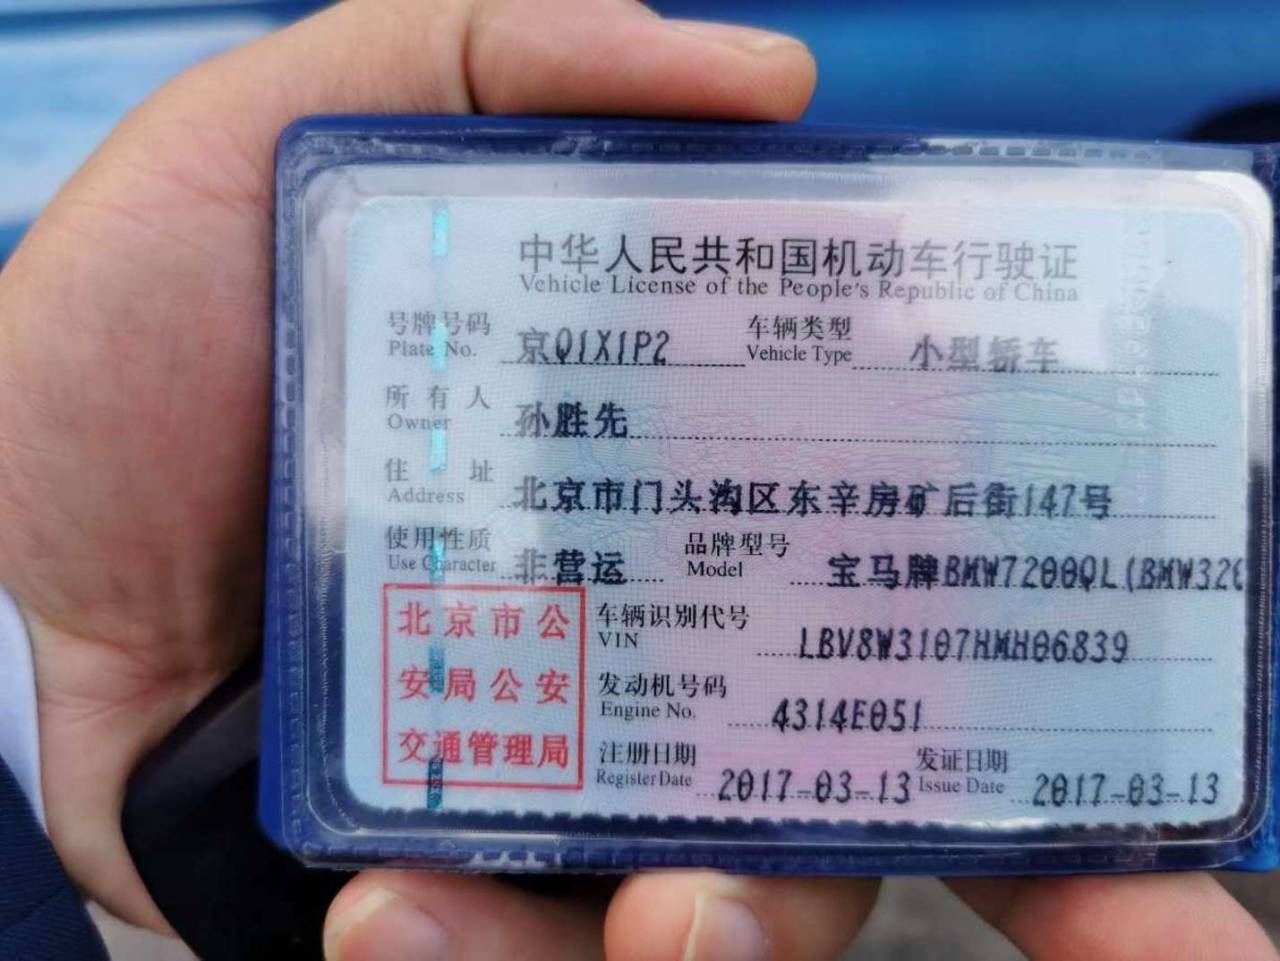 中华人民共和国机动车行驶证
Vehicle License of the People's Republic of China
号牌号码 京Q1X1P2 车辆类型 小型轿车
Plate No. Vehicle Type
所有人 孙胜先
Owner
住址 北京市门头沟区东辛房矿后街147号
Address
使用性质 非营运 品牌型号 宝马牌BMW7200QL(BMW320
Use Character Model
北京市公 车辆识别代号 LBV8W3107HMH06839
VIN
安局公安 发动机号码 4314E051
Engine No.
交通管理局 注册日期 2017-03-13 发证日期 2017-03-13
Register Date Issue Date